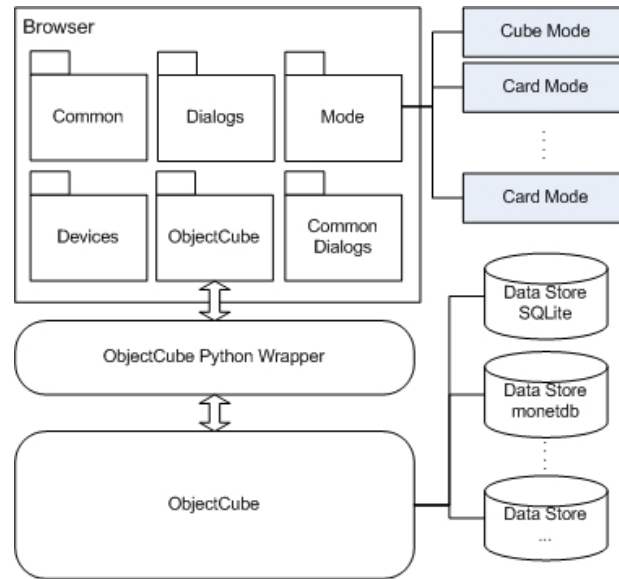 Browser
Common
Dialogs
Mode
Devices
ObjectCube
Common
Dialogs
Cube Mode
Card Mode
Card Mode
ObjectCube Python Wrapper
ObjectCube
Data Store
SQLite
Data Store
monetdb
Data Store
...